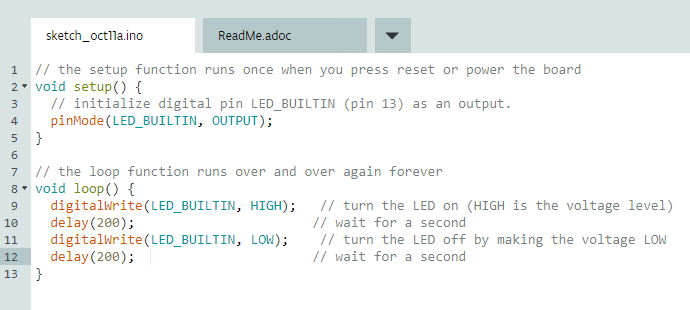 sketch_oct11a.ino ReadMe.adoc
1 // the setup function runs once when you press reset or power the board
2 void setup() {
3   // initialize digital pin LED_BUILTIN (pin 13) as an output.
4   pinMode(LED_BUILTIN, OUTPUT);
5 }
6
7 // the loop function runs over and over again forever
8 void loop() {
9   digitalWrite(LED_BUILTIN, HIGH);   // turn the LED on (HIGH is the voltage level)
10   delay(200);                       // wait for a second
11   digitalWrite(LED_BUILTIN, LOW);    // turn the LED off by making the voltage LOW
12   delay(200);                       // wait for a second
13 }